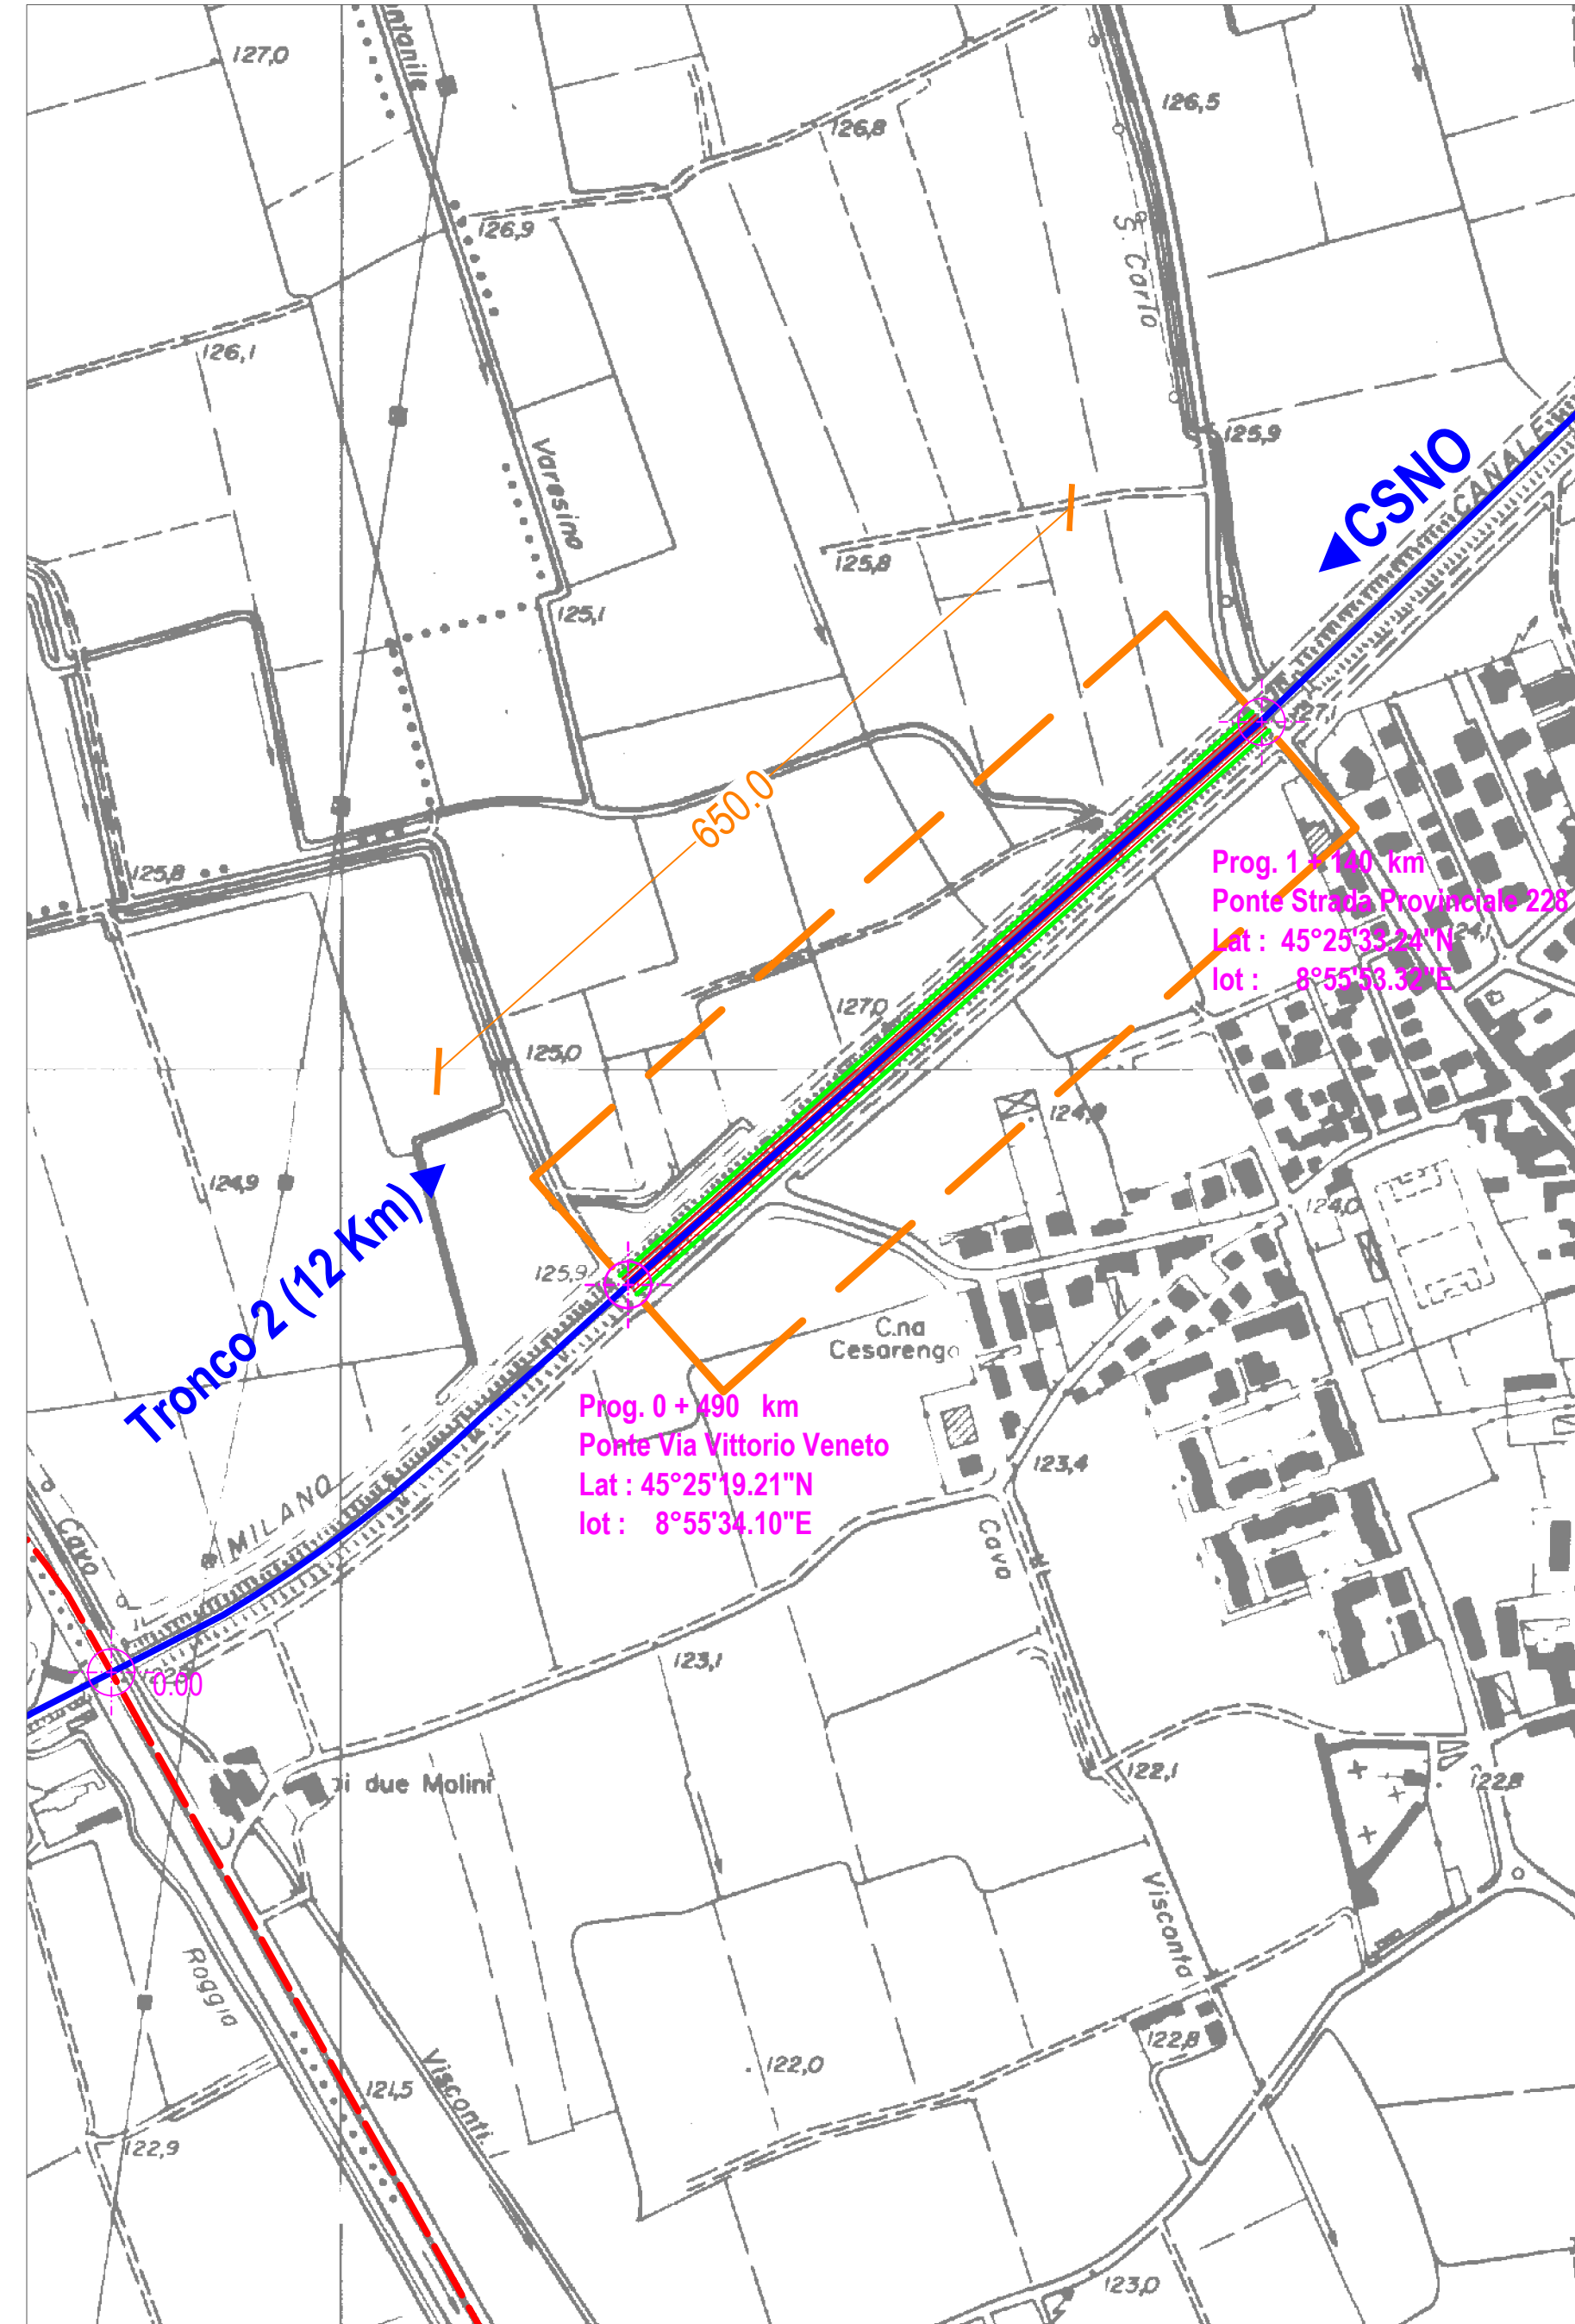 127,0
ntanile
126,5
126,8
126,9
S. Carlo
126,1
125,9
CANALE
CSNO
Varesino
125,8
125,1
650.0
125,8
Prog. 1 + 140 km
Ponte Strada Provinciale 228
Lat : 45°25'33.24"N
lot : 8°55'53.32"E
127,0
125,0
124,9
124,0
Tronco 2 (12 Km)
125,9
C.na
Cesarengo
Prog. 0 + 490 km
Ponte Via Vittorio Veneto
Lat : 45°25'19.21"N
lot : 8°55'34.10"E
123,4
MILANO
Cavo
Cavo
123,1
0.00
122,1
122,8
due Molini
Visconta
Roggia
122,8
122,0
Visconti
121,5
122,9
123,0